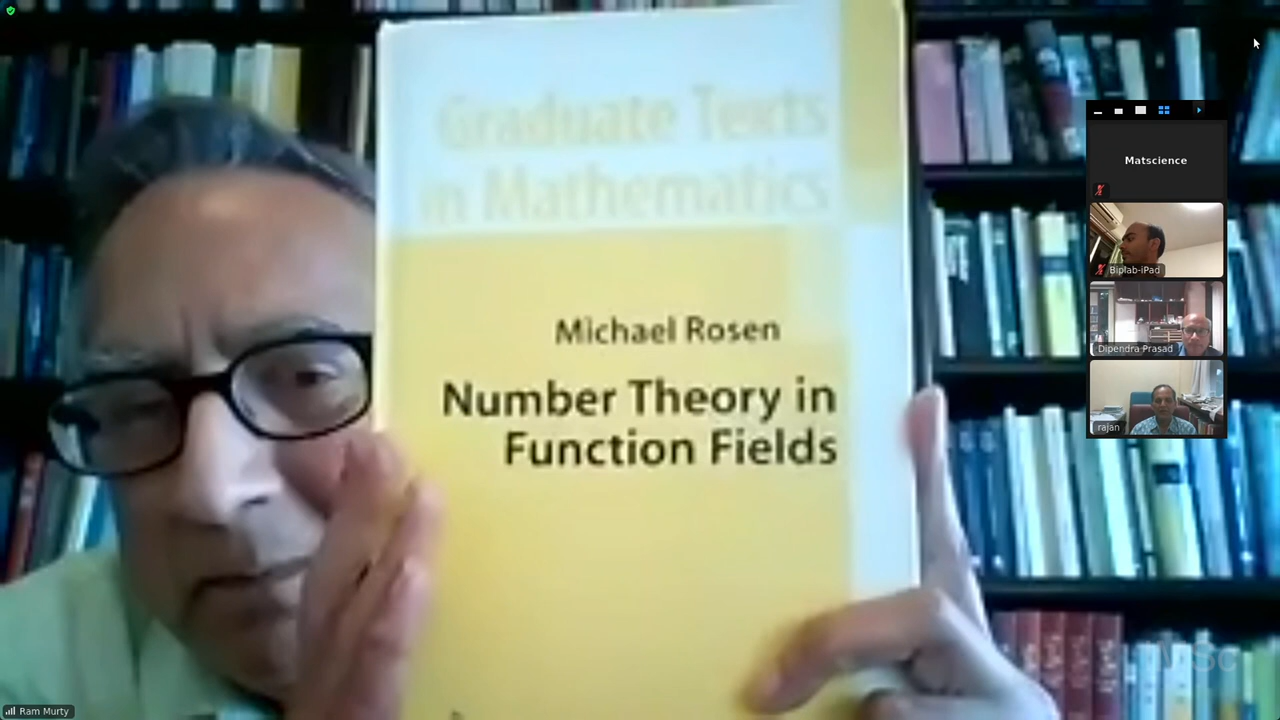 Graduate Texts
in Mathematics
Michael Rosen
Number Theory in
Function Fields
Matscience
Biplab-iPad
Dipendra Prasad
rajan
Ram Murty